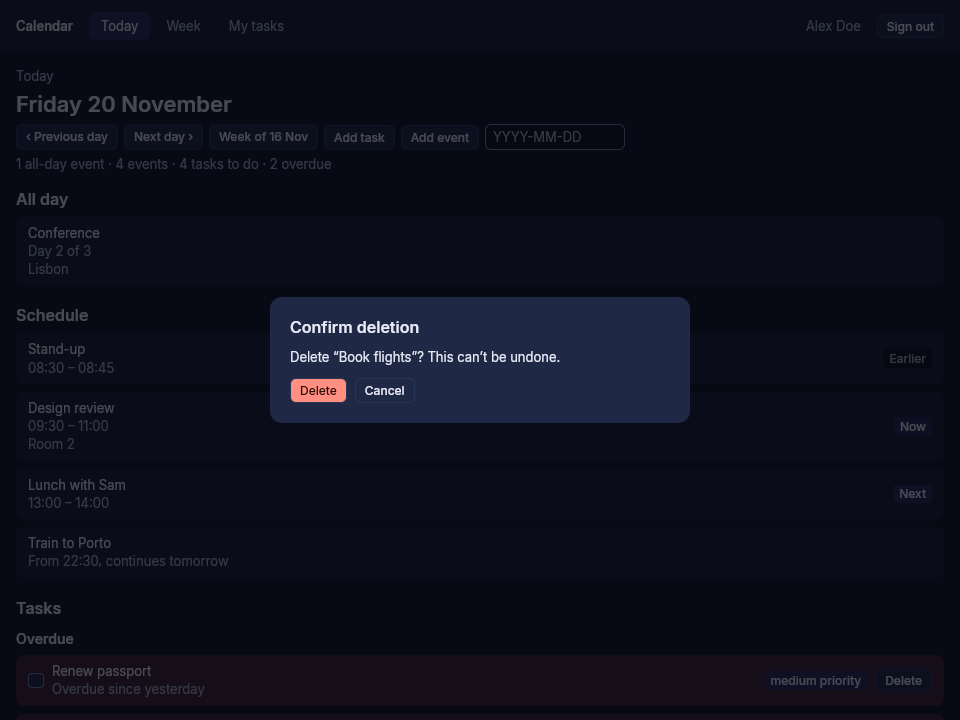 Calendar
Today
Week
My tasks
Alex Doe
Sign out
Today
Friday 20 November
‹ Previous day
Next day ›
Week of 16 Nov
Add task
Add event
YYYY-MM-DD
1 all-day event · 4 events · 4 tasks to do · 2 overdue
All day
Conference
Day 2 of 3
Lisbon
Schedule
Stand-up
08:30 – 08:45
Earlier
Design review
09:30 – 11:00
Room 2
Now
Lunch with Sam
13:00 – 14:00
Next
Train to Porto
From 22:30, continues tomorrow
Confirm deletion
Delete “Book flights”? This can’t be undone.
Delete
Cancel
Tasks
Overdue
Renew passport
Overdue since yesterday
medium priority
Delete